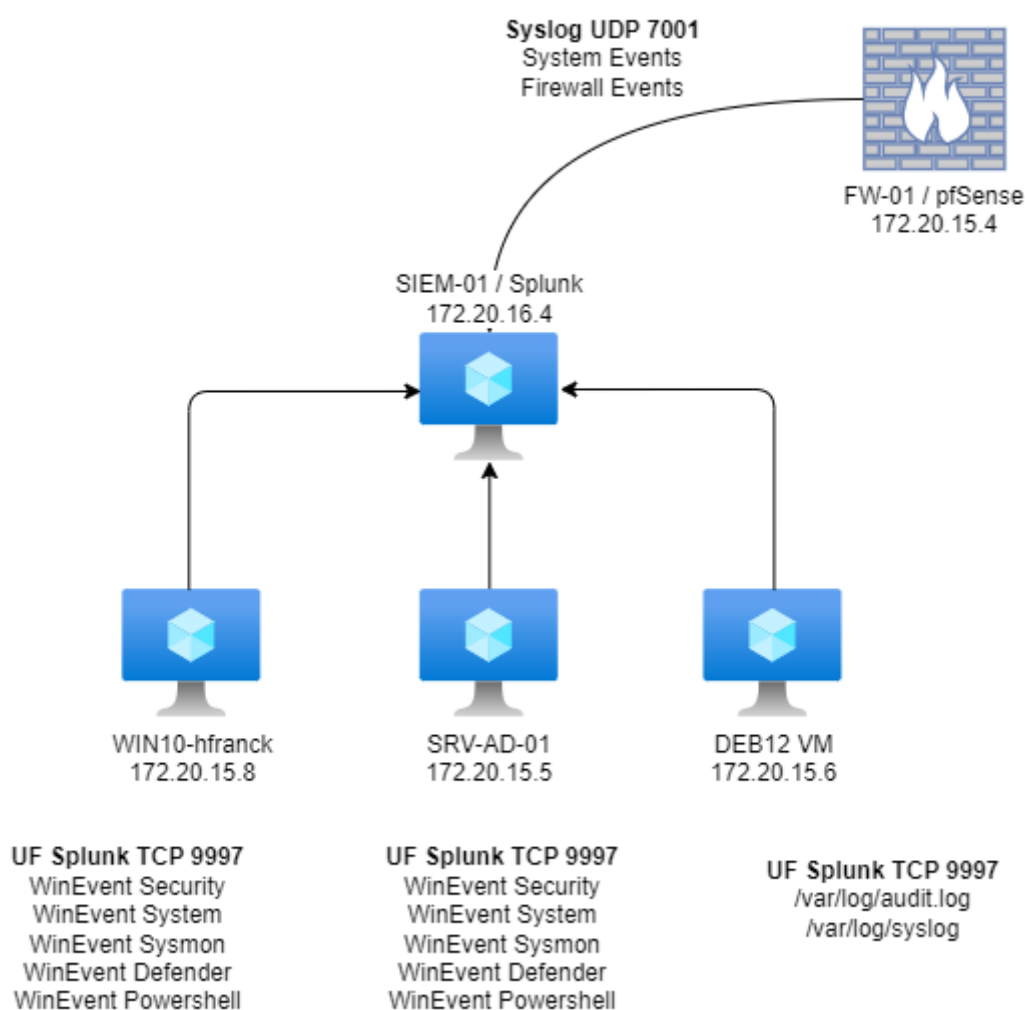 Syslog UDP 7001
System Events
Firewall Events
FW-01 / pfSense
172.20.15.4
SIEM-01 / Splunk
172.20.16.4
WIN10-hfranck
172.20.15.8
SRV-AD-01
172.20.15.5
DEB12 VM
172.20.15.6
UF Splunk TCP 9997
WinEvent Security
WinEvent System
WinEvent Sysmon
WinEvent Defender
WinEvent Powershell
UF Splunk TCP 9997
WinEvent Security
WinEvent System
WinEvent Sysmon
WinEvent Defender
WinEvent Powershell
UF Splunk TCP 9997
/var/log/audit.log
/var/log/syslog